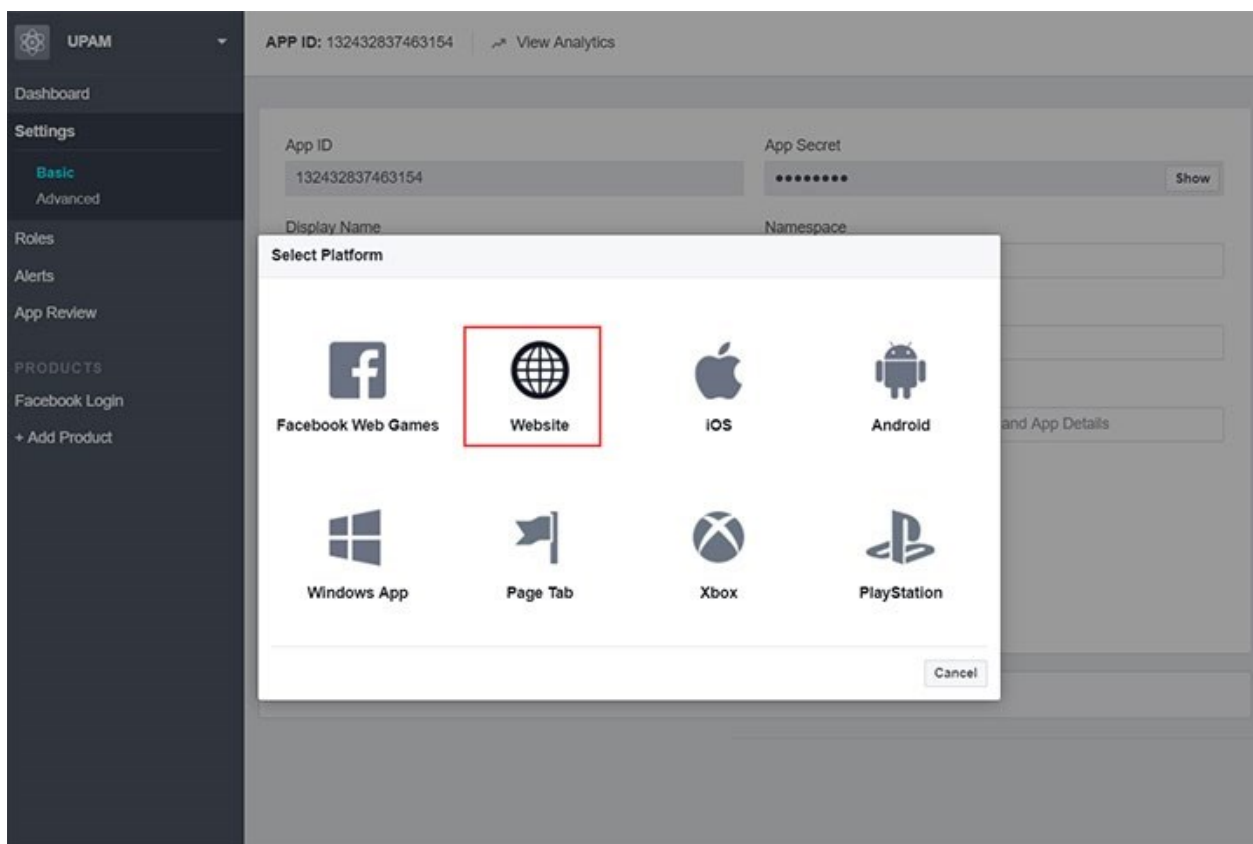 UPAM
APP ID: 132432837463154
View Analytics
Dashboard
Settings
Basic
Advanced
Roles
Alerts
App Review
PRODUCTS
Facebook Login
+ Add Product
App ID
App Secret
132432837463154
••••••••
Show
Display Name
Namespace
Select Platform
Facebook Web Games
Website
iOS
Android
and App Details
Windows App
Page Tab
Xbox
PlayStation
Cancel